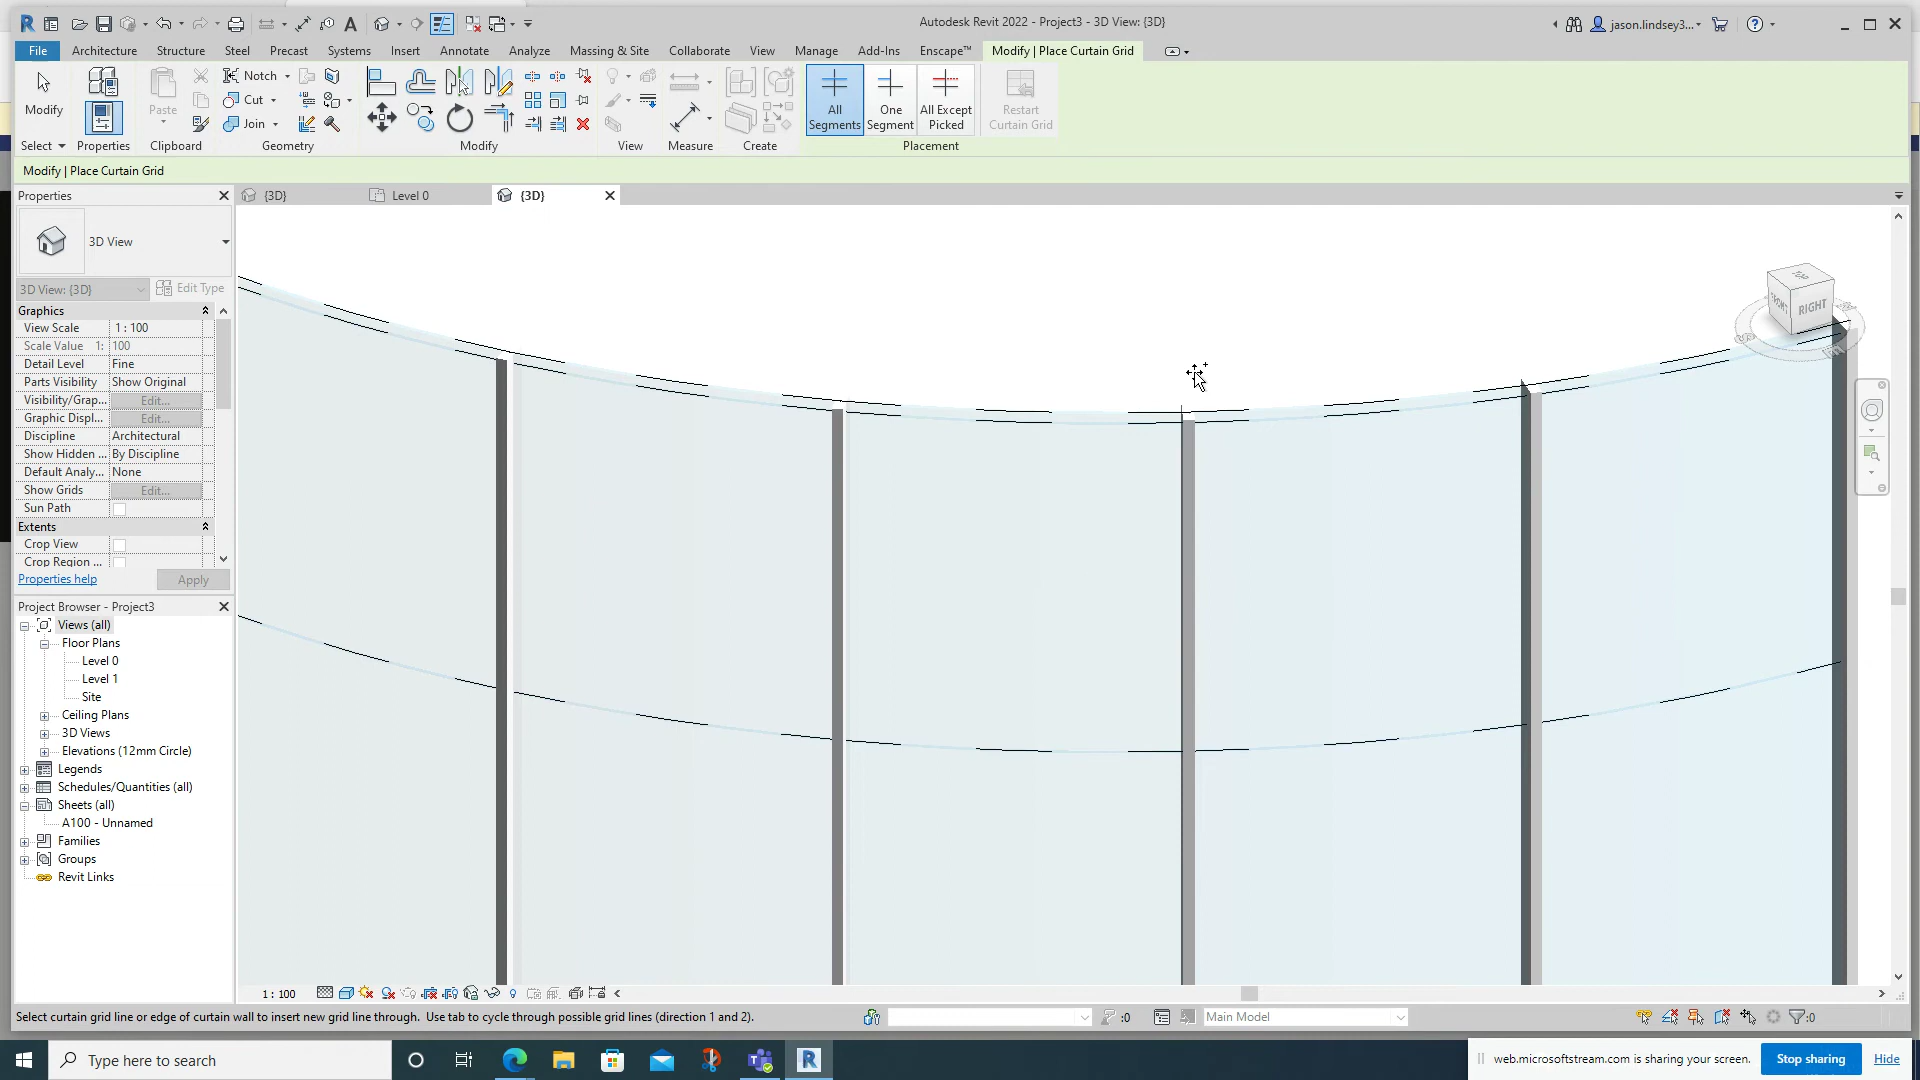 Autodesk Revit 2022 - Project3 - 3D View: {3D}
jason.lindsey3...
File
Architecture
Structure
Steel
Precast
Systems
Insert
Annotate
Analyze
Massing & Site
Collaborate
View
Manage
Add-Ins
Enscape™
Modify | Place Curtain Grid
Modify
Paste
Notch
Cut
Join
All Segments
One Segment
All Except Picked
Restart Curtain Grid
Select
Properties
Clipboard
Geometry
Modify
View
Measure
Create
Placement
Modify | Place Curtain Grid
Properties
{3D}
Level 0
{3D}
3D View
3D View: {3D}
Edit Type
Graphics
View Scale 1 : 100
Scale Value 1: 100
Detail Level Fine
Parts Visibility Show Original
Visibility/Grap... Edit...
Graphic Displ... Edit...
Discipline Architectural
Show Hidden ... By Discipline
Default Analy... None
Show Grids Edit...
Sun Path
Extents
Crop View
Crop Region ...
Properties help
Apply
TOP
FRONT
RIGHT
Project Browser - Project3
Views (all)
Floor Plans
Level 0
Level 1
Site
Ceiling Plans
3D Views
Elevations (12mm Circle)
Legends
Schedules/Quantities (all)
Sheets (all)
A100 - Unnamed
Families
Groups
Revit Links
1 : 100
Select curtain grid line or edge of curtain wall to insert new grid line through. Use tab to cycle through possible grid lines (direction 1 and 2).
:0
Main Model
:0
Type here to search
web.microsoftstream.com is sharing your screen.
Stop sharing
Hide